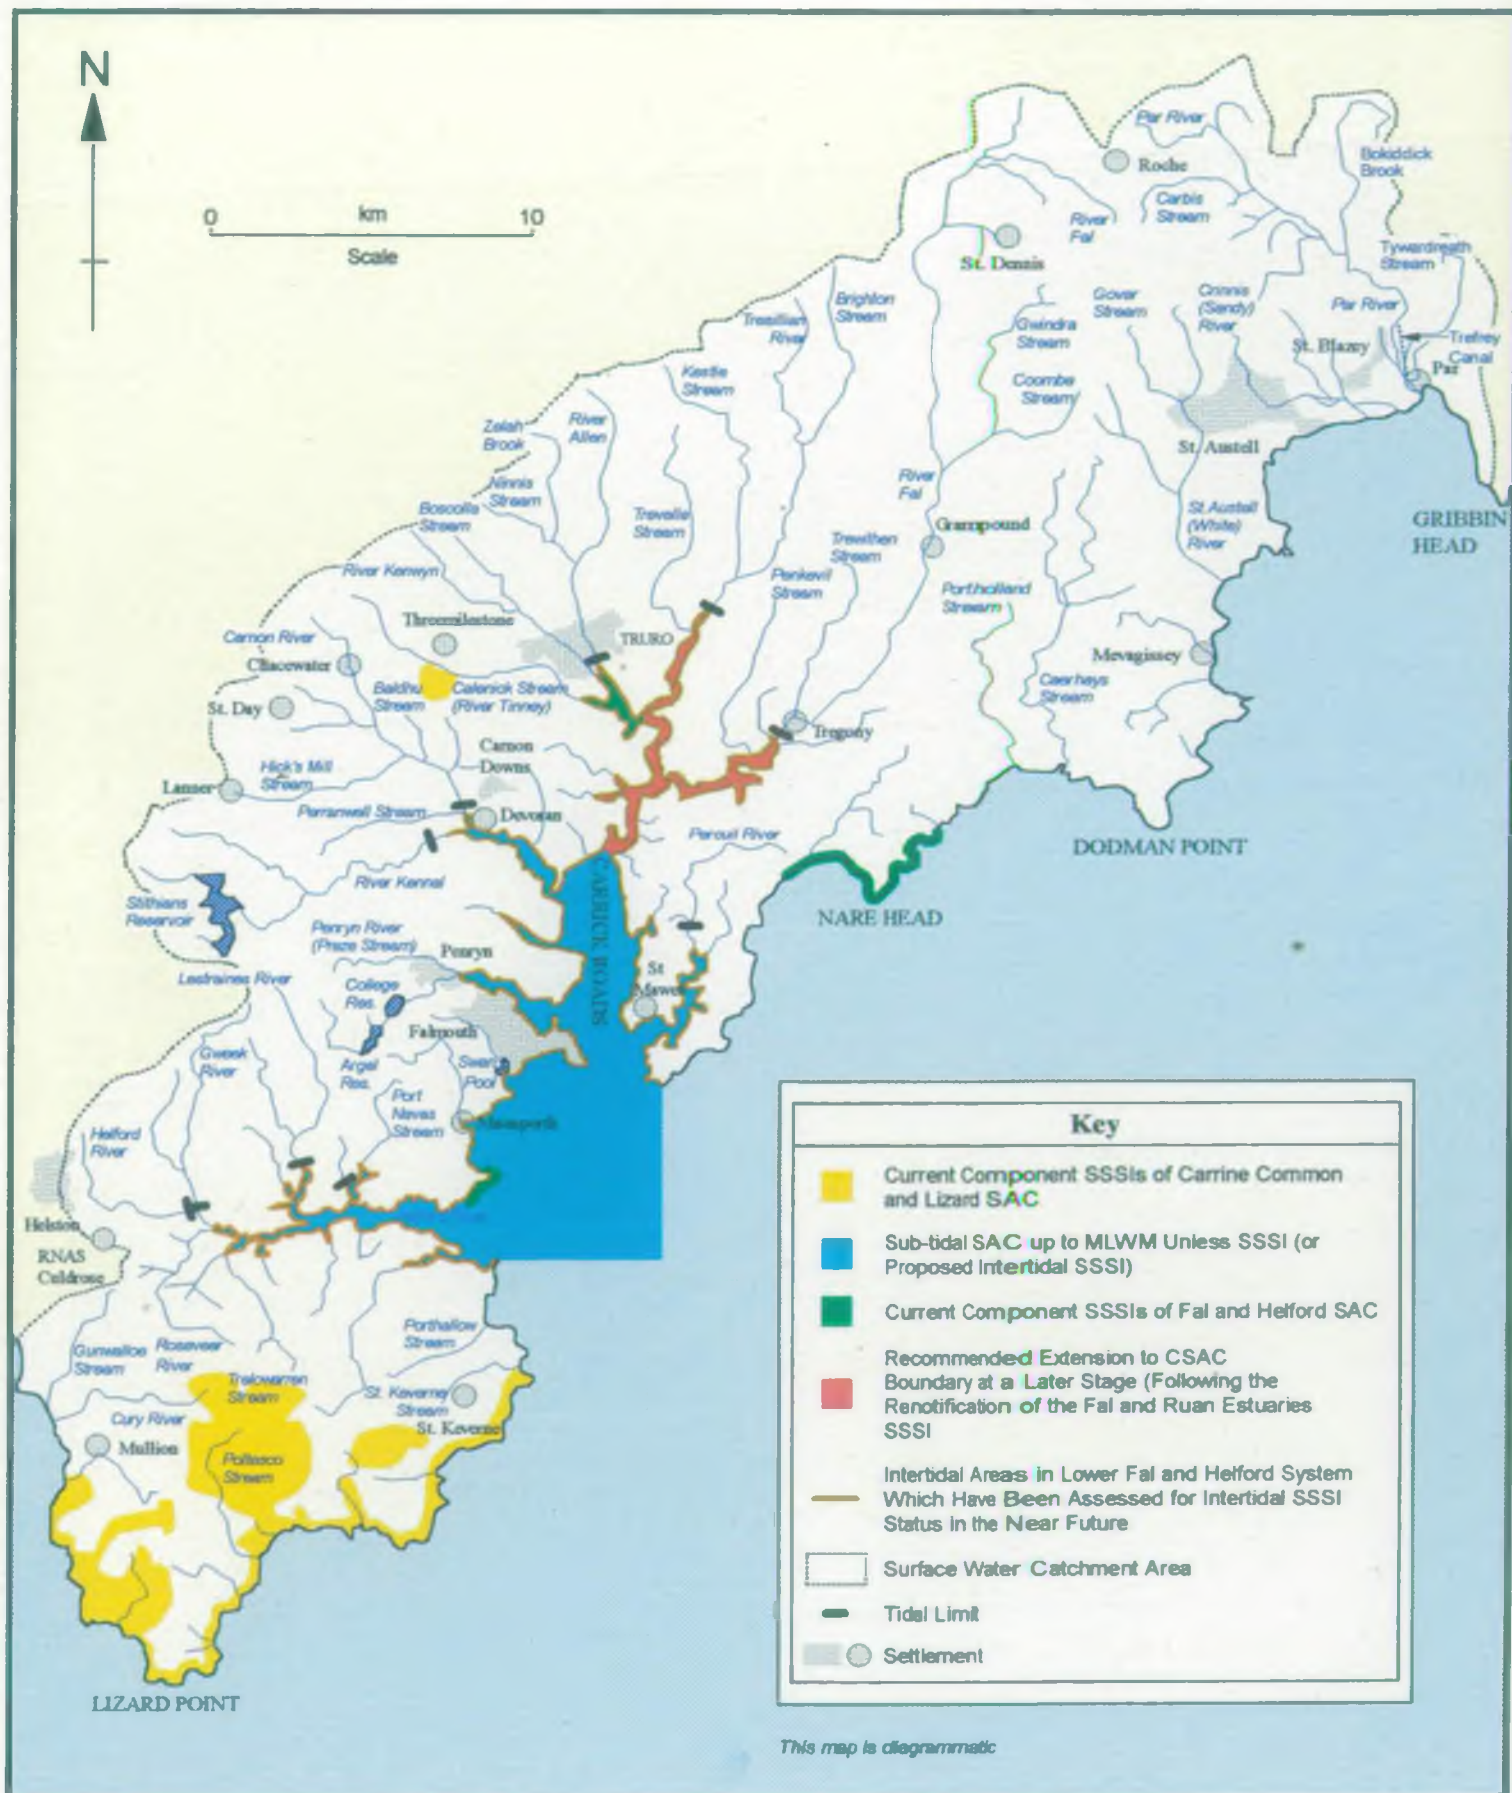 N
0 km 10
Scale
Par River
Roche
Bokiddick
Brook
Carbis
Stream
River
Fal
St. Dennis
Tywardreath
Stream
Brighton
Stream
Tresillian
River
Gwindra
Stream
Gover
Stream
Crinnis
(Sandy)
River
Par River
St. Blazey
Trefrey
Canal
Par
Kestle
Stream
Coombe
Stream
Zelah
Brook
River
Allen
St. Austell
Ninnis
Stream
Boscolla
Stream
Trevella
Stream
River
Fal
Grampound
St. Austell
(White)
River
GRIBBIN
HEAD
Trewithen
Stream
River Kenwyn
Penkevil
Stream
Portholland
Stream
Threemilestone
TRURO
Carnon River
Chacewater
Mevagissey
Baldhu
Stream
Calenick Stream
(River Tinney)
Caerhays
Stream
St. Day
Tregony
Carnon
Downs
Hick's Mill
Stream
Lanner
Perranwell Stream
Devoran
Percuil River
DODMAN POINT
River Kennal
Stithians
Reservoir
CARRICK ROADS
NARE HEAD
Penryn River
(Praze Stream)
Penryn
St
Mawes
Lestraines River
College
Res.
Falmouth
Gweek
River
Argal
Res.
Swan
Pool
Port
Navas
Stream
Maenporth
Helford
River
Helston
RNAS
Culdrose
Porthallow
Stream
Gunwalloe
Stream
Roseveer
River
Trelowarren
Stream
St. Keverne
Stream
St. Keverne
Cury River
Mullion
Poltesco
Stream
LIZARD POINT
Key
Current Component SSSIs of Carrine Common
and Lizard SAC
Sub-tidal SAC up to MLWM Unless SSSI (or
Proposed Intertidal SSSI)
Current Component SSSIs of Fal and Helford SAC
Recommended Extension to CSAC
Boundary at a Later Stage (Following the
Renotification of the Fal and Ruan Estuaries
SSSI
Intertidal Areas in Lower Fal and Helford System
Which Have Been Assessed for Intertidal SSSI
Status in the Near Future
Surface Water Catchment Area
Tidal Limit
Settlement
This map is diagrammatic